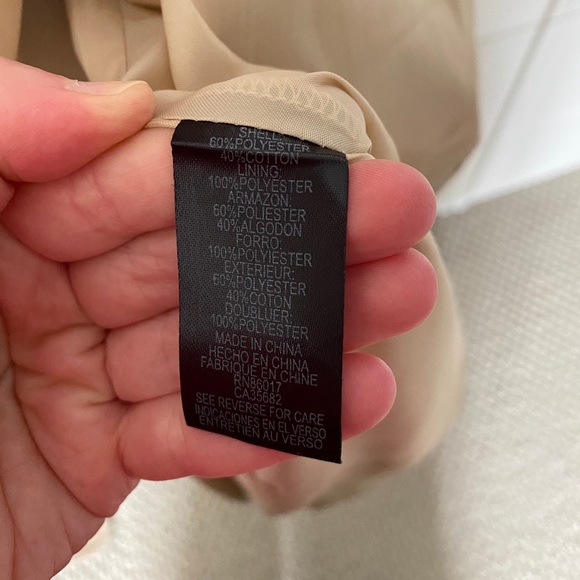 SHELL:
60%POLYESTER
40%COTTON
LINING:
100%POLYESTER
ARMAZON:
60%POLIESTER
40%ALGODON
FORRO:
100%POLYIESTER
EXTERIEUR:
60%POLYESTER
40%COTON
DOUBLUER:
100%POLYESTER
MADE IN CHINA
HECHO EN CHINA
FABRIQUE EN CHINE
RN86017
CA35682
SEE REVERSE FOR CARE
INDICACIONES EN EL VERSO
ENTRETIEN AU VERSO